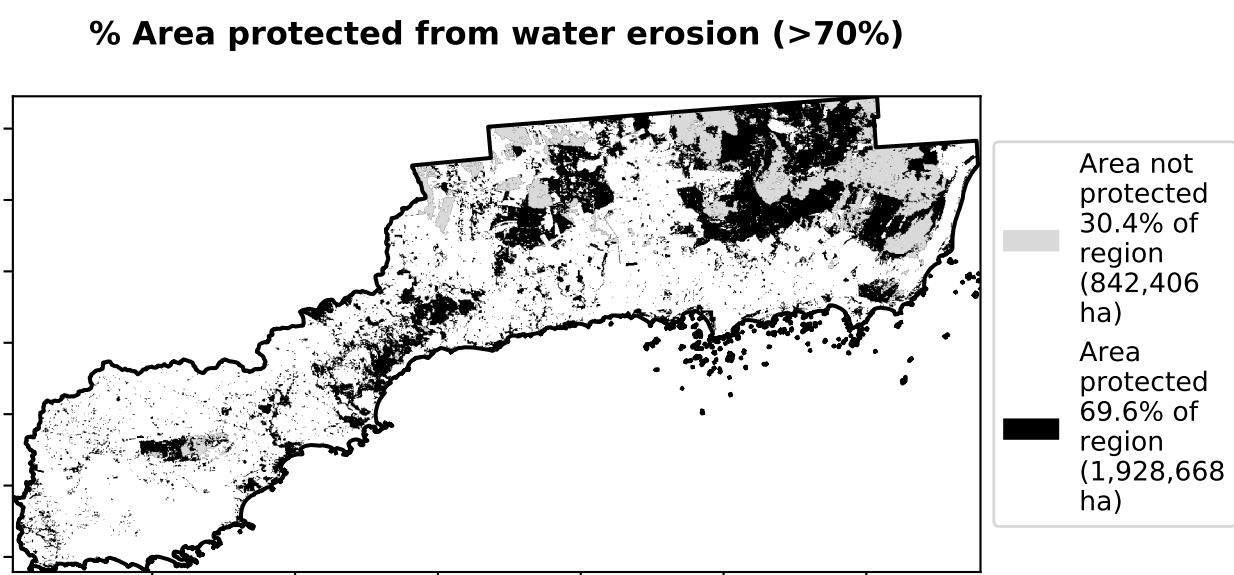 % Area protected from water erosion (>70%)
Area not
protected
30.4% of
region
(842,406
ha)
Area
protected
69.6% of
region
(1,928,668
ha)